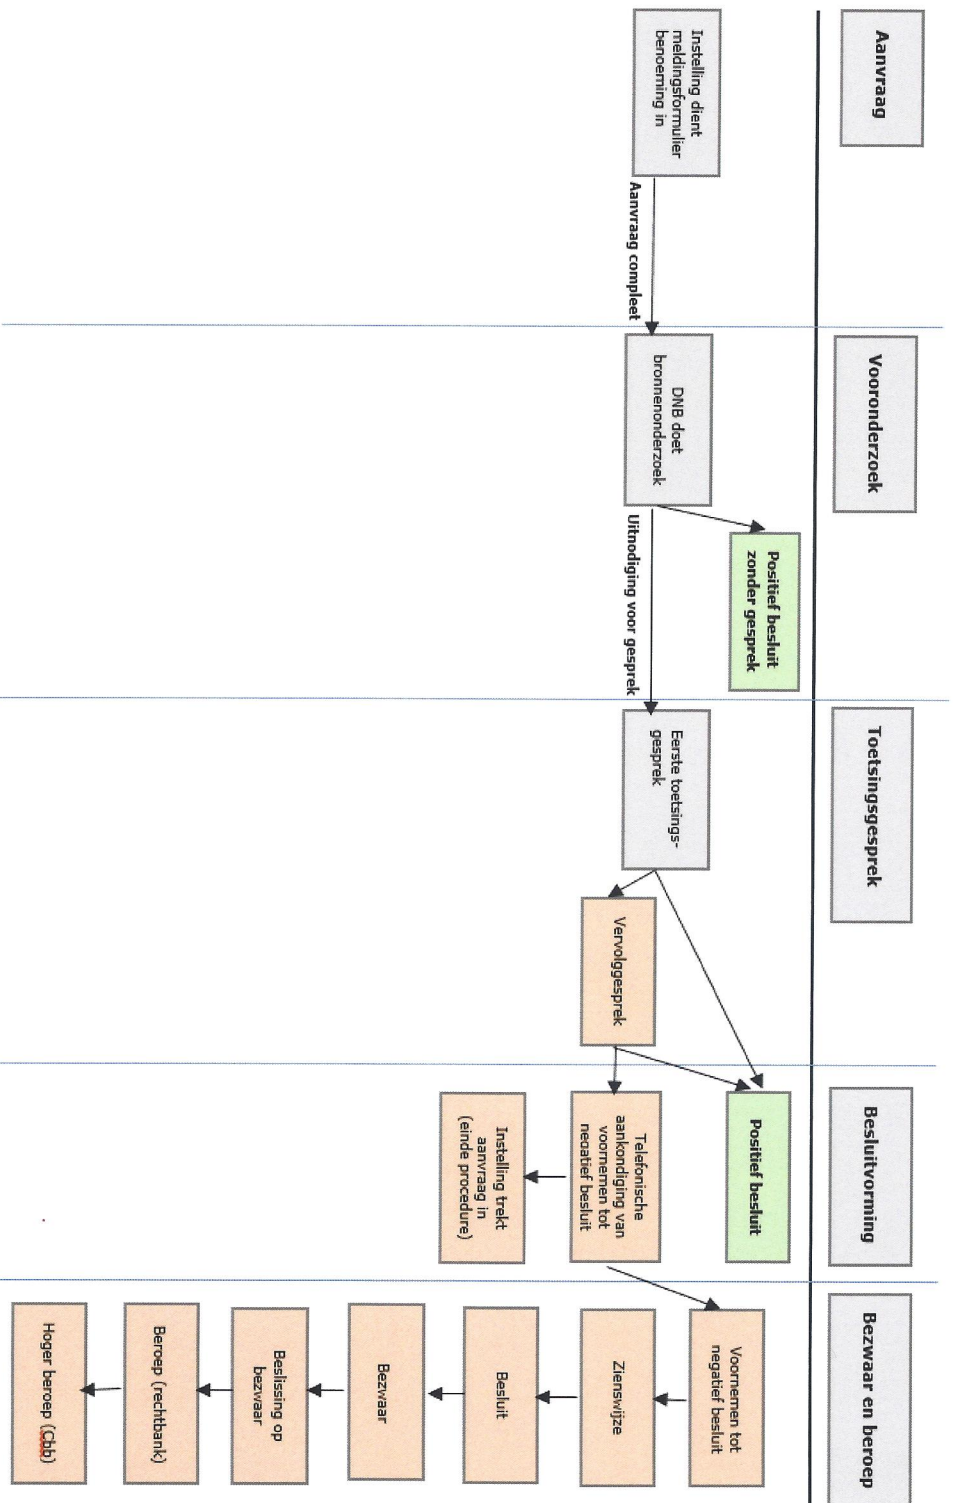 Aanvraag
Vooronderzoek
Toetsingsgesprek
Besluitvorming
Bezwaar en beroep
Instelling dient
meldingsformulier
benoeming in
Aanvraag compleet
DNB doet
bronnenonderzoek
Positief besluit
zonder gesprek
Uitnodiging voor gesprek
Eerste toetsings-
gesprek
Vervolggesprek
Positief besluit
Telefonische
aankondiging van
voornemen tot
negatief besluit
Instelling trekt
aanvraag in
(einde procedure)
Voornemen tot
negatief besluit
Zienswijze
Besluit
Bezwaar
Beslissing op
bezwaar
Beroep (rechtbank)
Hoger beroep (Cbb)